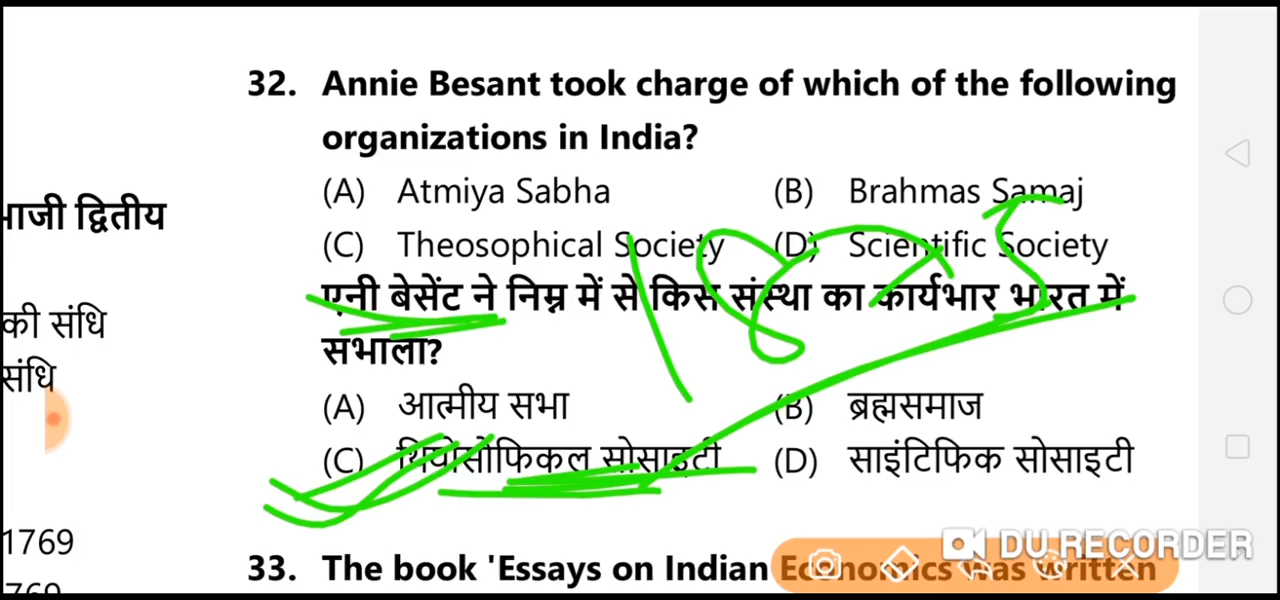 32. Annie Besant took charge of which of the following
organizations in India?
(A) Atmiya Sabha (B) Brahmas Samaj
(C) Theosophical Society (D) Scientific Society
एनी बेसेंट ने निम्न में से किस संस्था का कार्यभार भारत में
संभाला?
(A) आत्मीय सभा (B) ब्रह्मसमाज
(C) थियोसोफिकल सोसाइटी (D) साइंटिफिक सोसाइटी
33. The book 'Essays on Indian Economics was written
द्वितीय
की संधि
संधि
1769
1875
DU RECORDER